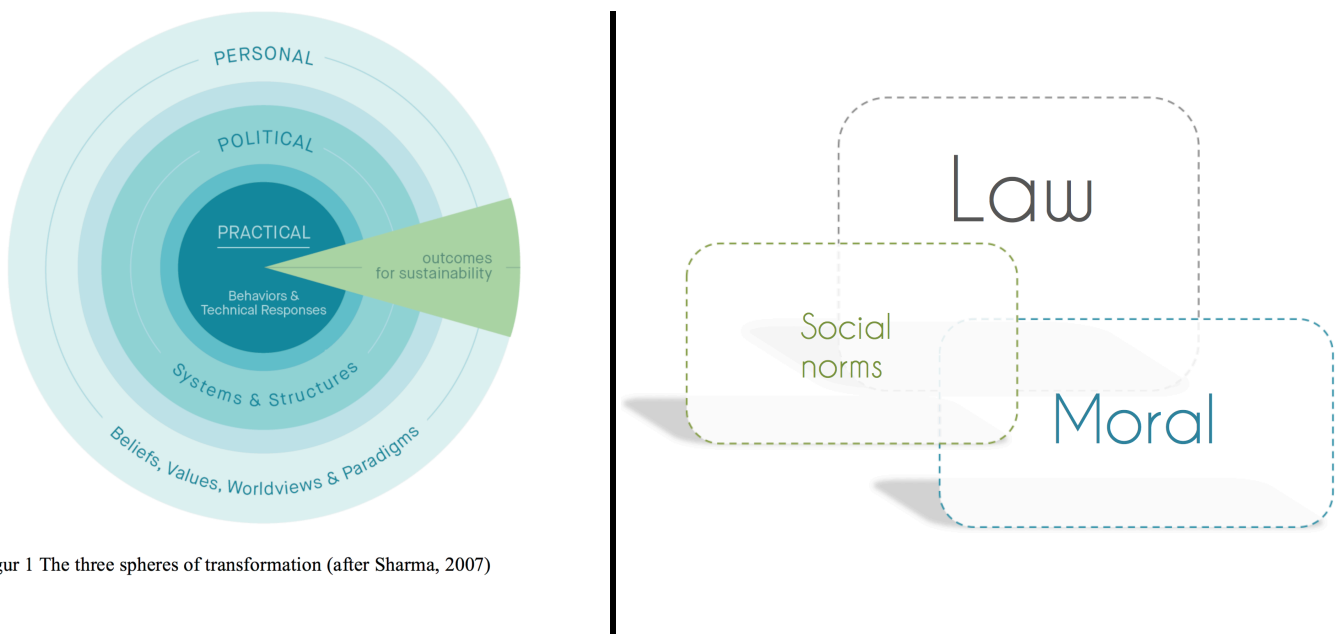 PERSONAL
POLITICAL
PRACTICAL
Behaviors &
Technical Responses
outcomes
for sustainability
Systems & Structures
Beliefs, Values, Worldviews & Paradigms
gur 1 The three spheres of transformation (after Sharma, 2007)
Law
Social
norms
Moral